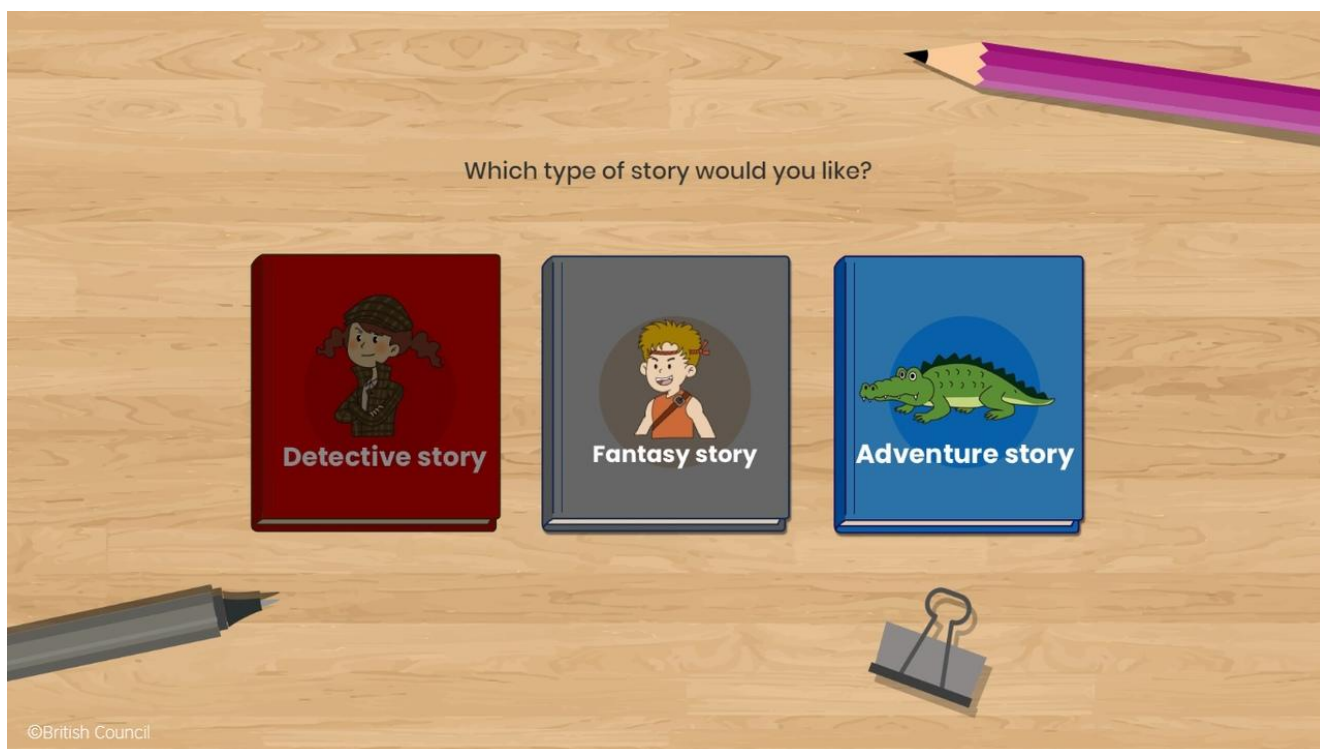 Which type of story would you like?
Detective story
Fantasy story
Adventure story
©British Council